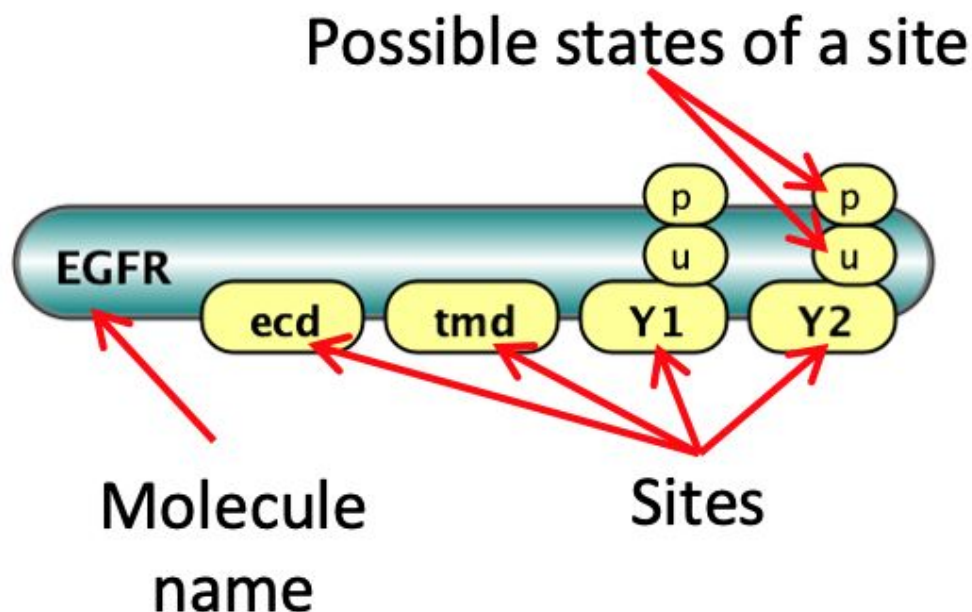 Possible states of a site
p
p
u
u
EGFR
ecd
tmd
Y1
Y2
Molecule
name
Sites